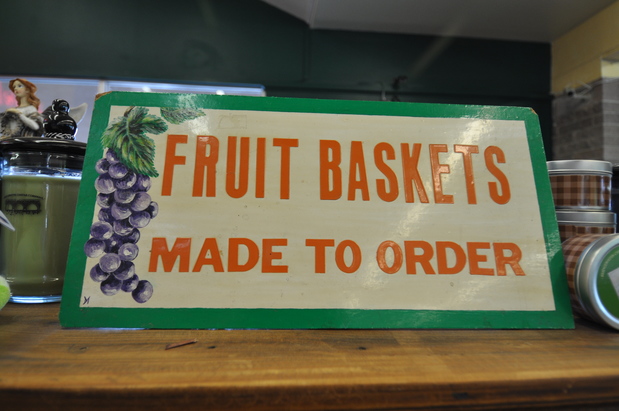 FRUIT BASKETS
MADE TO ORDER